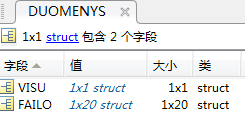 DUOMENYS
1x1 struct 包含 2 个字段
字段 值 大小 类
VISU 1x1 struct 1x1 struct
FAILO 1x20 struct 1x20 struct